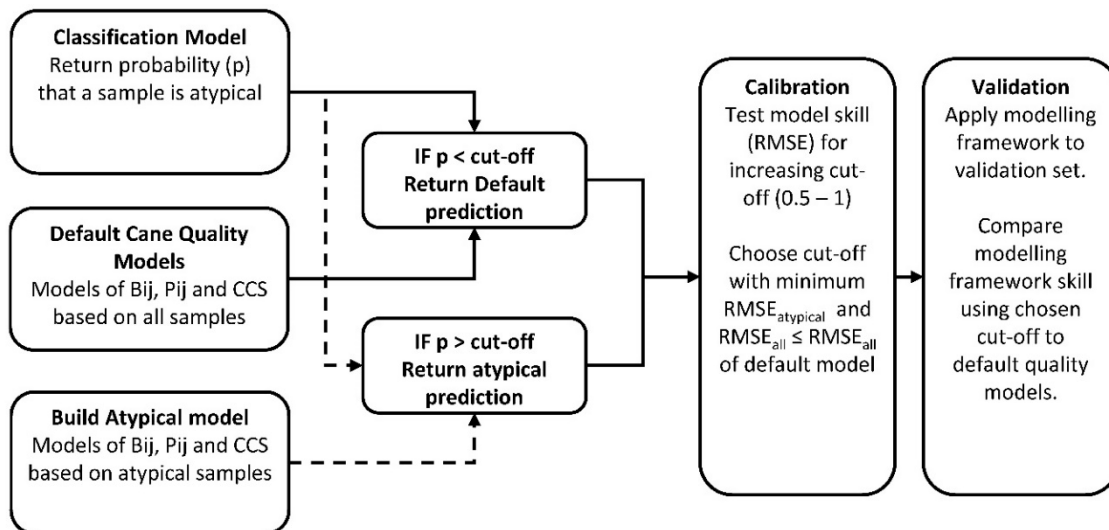 Classification Model
Return probability (p)
that a sample is atypical
Default Cane Quality
Models
Models of Bij, Pij and CCS
based on all samples
Build Atypical model
Models of Bij, Pij and CCS
based on atypical samples
IF p < cut-off
Return Default
prediction
IF p > cut-off
Return atypical
prediction
Calibration
Test model skill
(RMSE) for
increasing cut-
off (0.5 – 1)
Choose cut-off
with minimum
RMSEatypical and
RMSEall ≤ RMSEall
of default model
Validation
Apply modelling
framework to
validation set.
Compare
modelling
framework skill
using chosen
cut-off to
default quality
models.